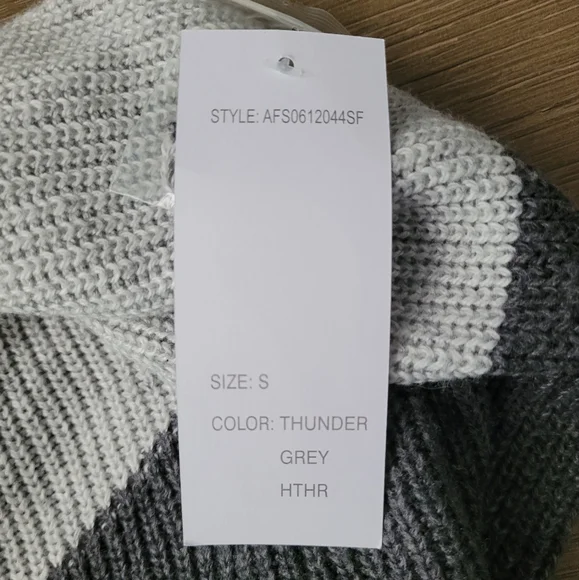 STYLE: AFS0612044SF
SIZE: S
COLOR: THUNDER
GREY
HTHR